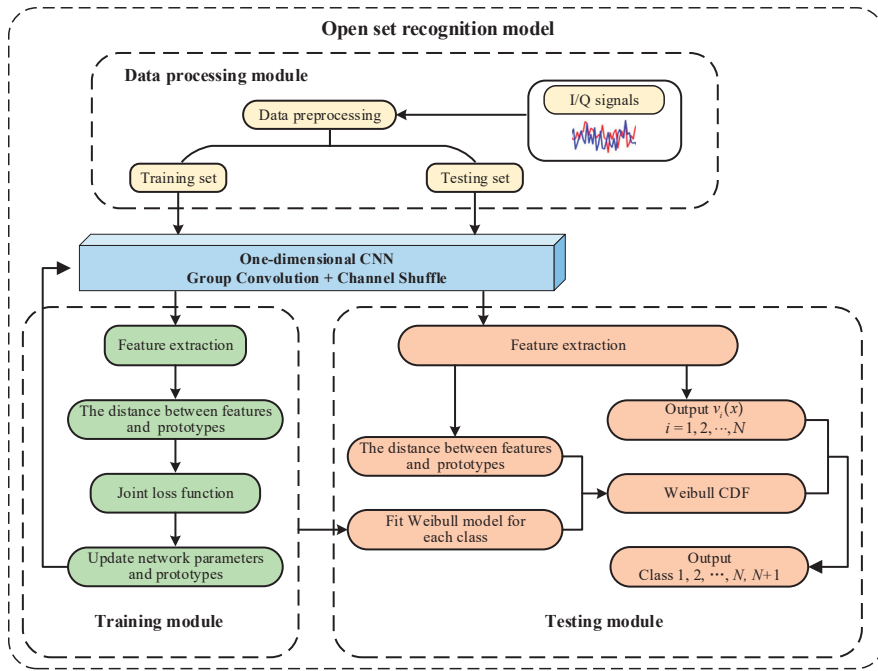 Open set recognition model
Data processing module
I/Q signals
Data preprocessing
Training set
Testing set
One-dimensional CNN
Group Convolution + Channel Shuffle
Feature extraction
The distance between features
and prototypes
Joint loss function
Update network parameters
and prototypes
Training module
Feature extraction
Output v_i(x)
i = 1, 2, ···, N
The distance between features
and prototypes
Weibull CDF
Fit Weibull model for
each class
Output
Class 1, 2, ···, N, N+1
Testing module